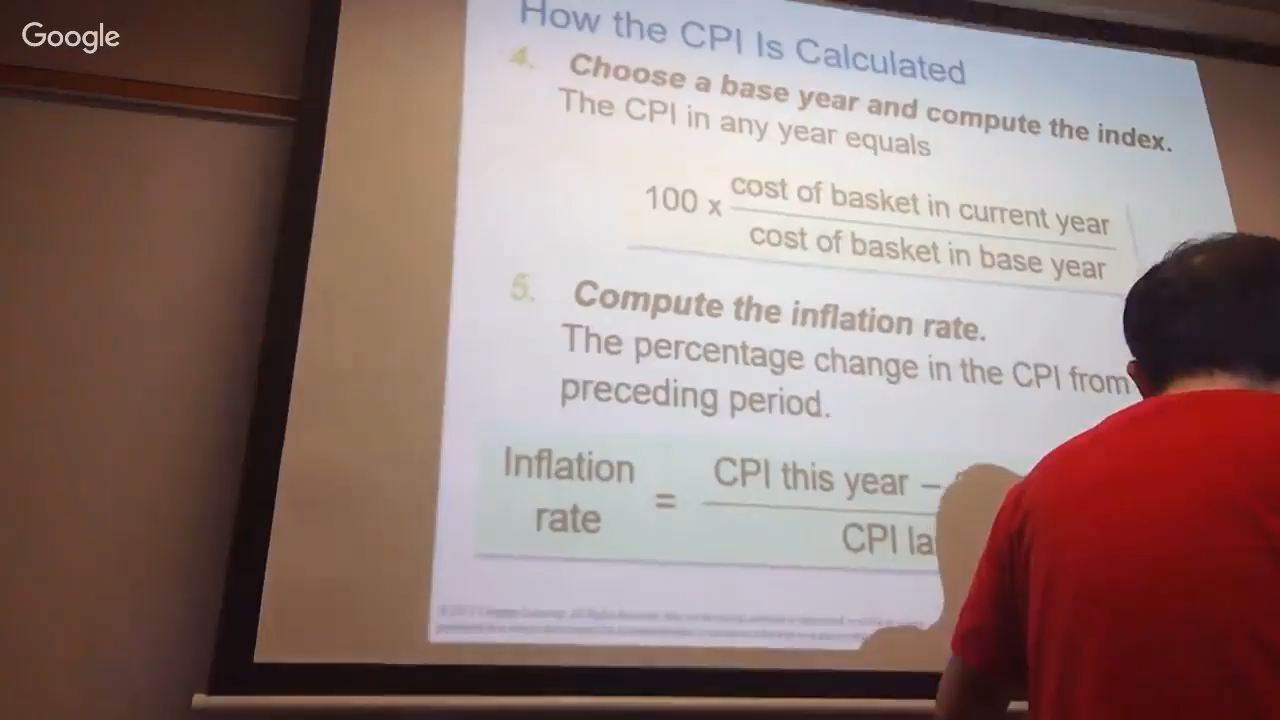 Google
How the CPI Is Calculated
4. Choose a base year and compute the index.
The CPI in any year equals
100 x cost of basket in current year
cost of basket in base year
5. Compute the inflation rate.
The percentage change in the CPI from
preceding period.
Inflation
rate
=
CPI this year –
CPI la